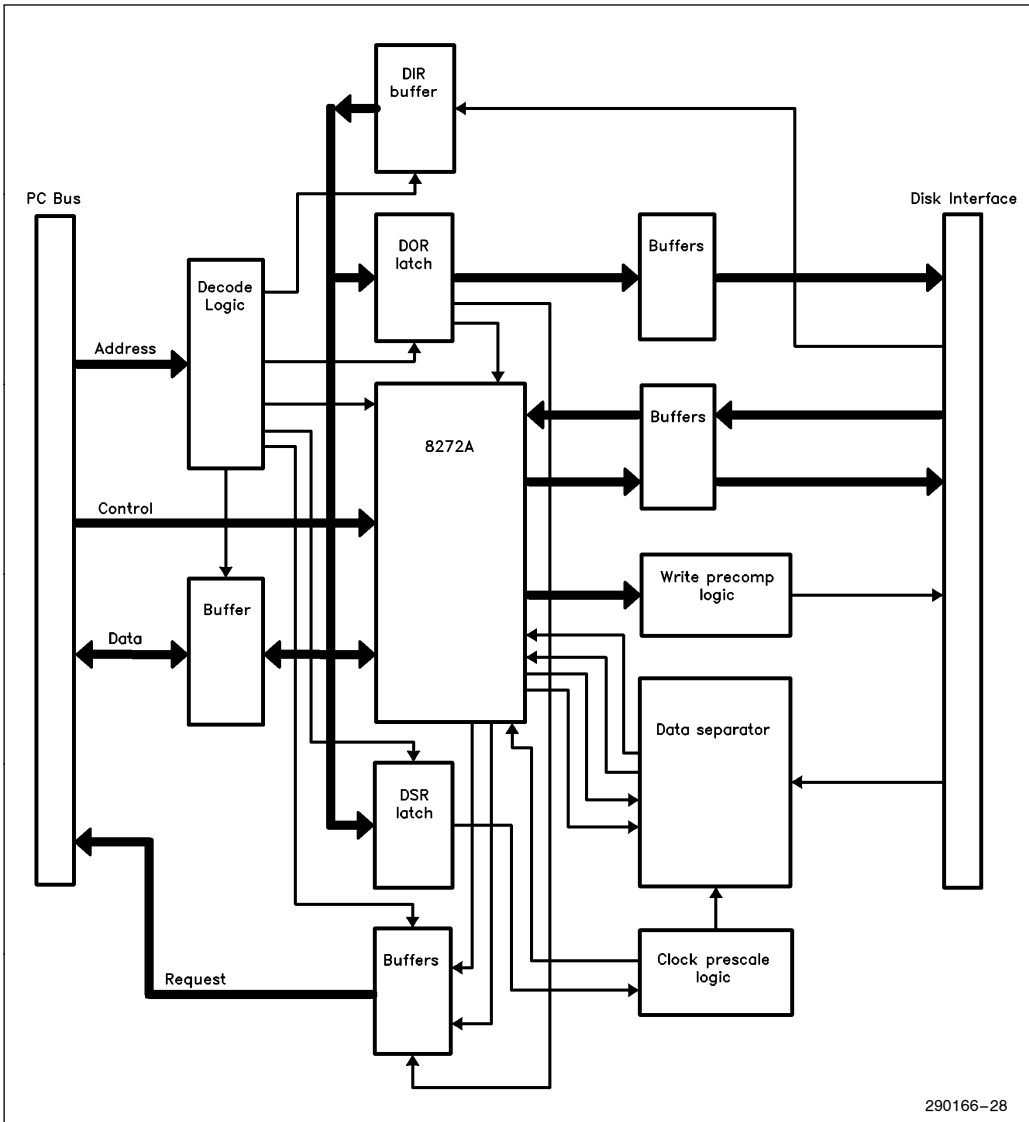 DIR
buffer
PC Bus
Disk Interface
DOR
latch
Buffers
Decode
Logic
Address
Buffers
8272A
Control
Write precomp
logic
Buffer
Data
Data separator
DSR
latch
Buffers
Clock prescale
logic
Request
290166-28